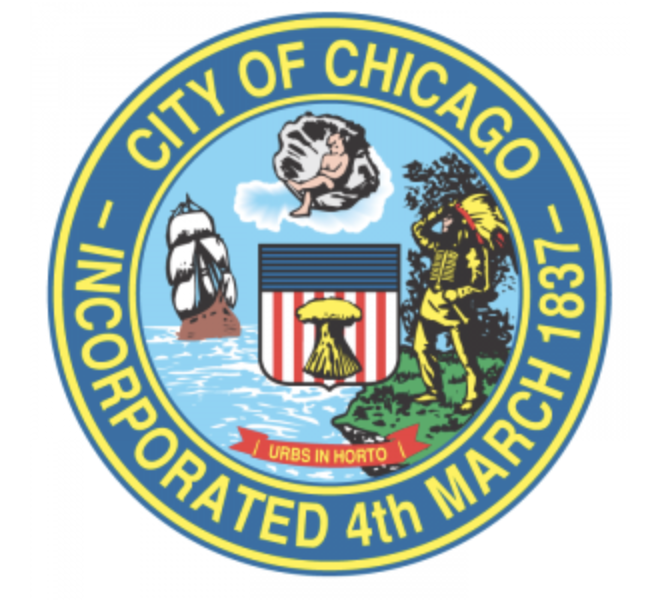 CITY OF CHICAGO
- INCORPORATED 4th MARCH 1837 -
URBS IN HORTO